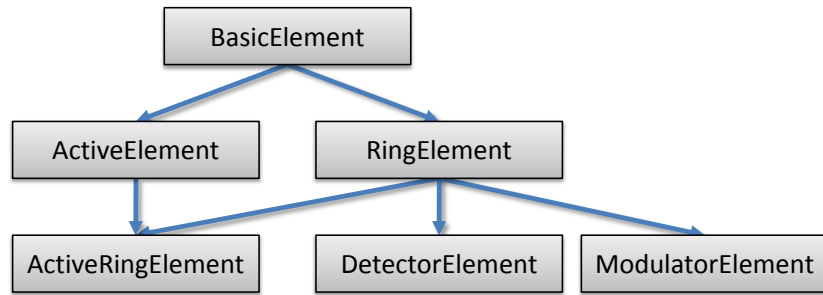 BasicElement
ActiveElement
RingElement
ActiveRingElement
DetectorElement
ModulatorElement